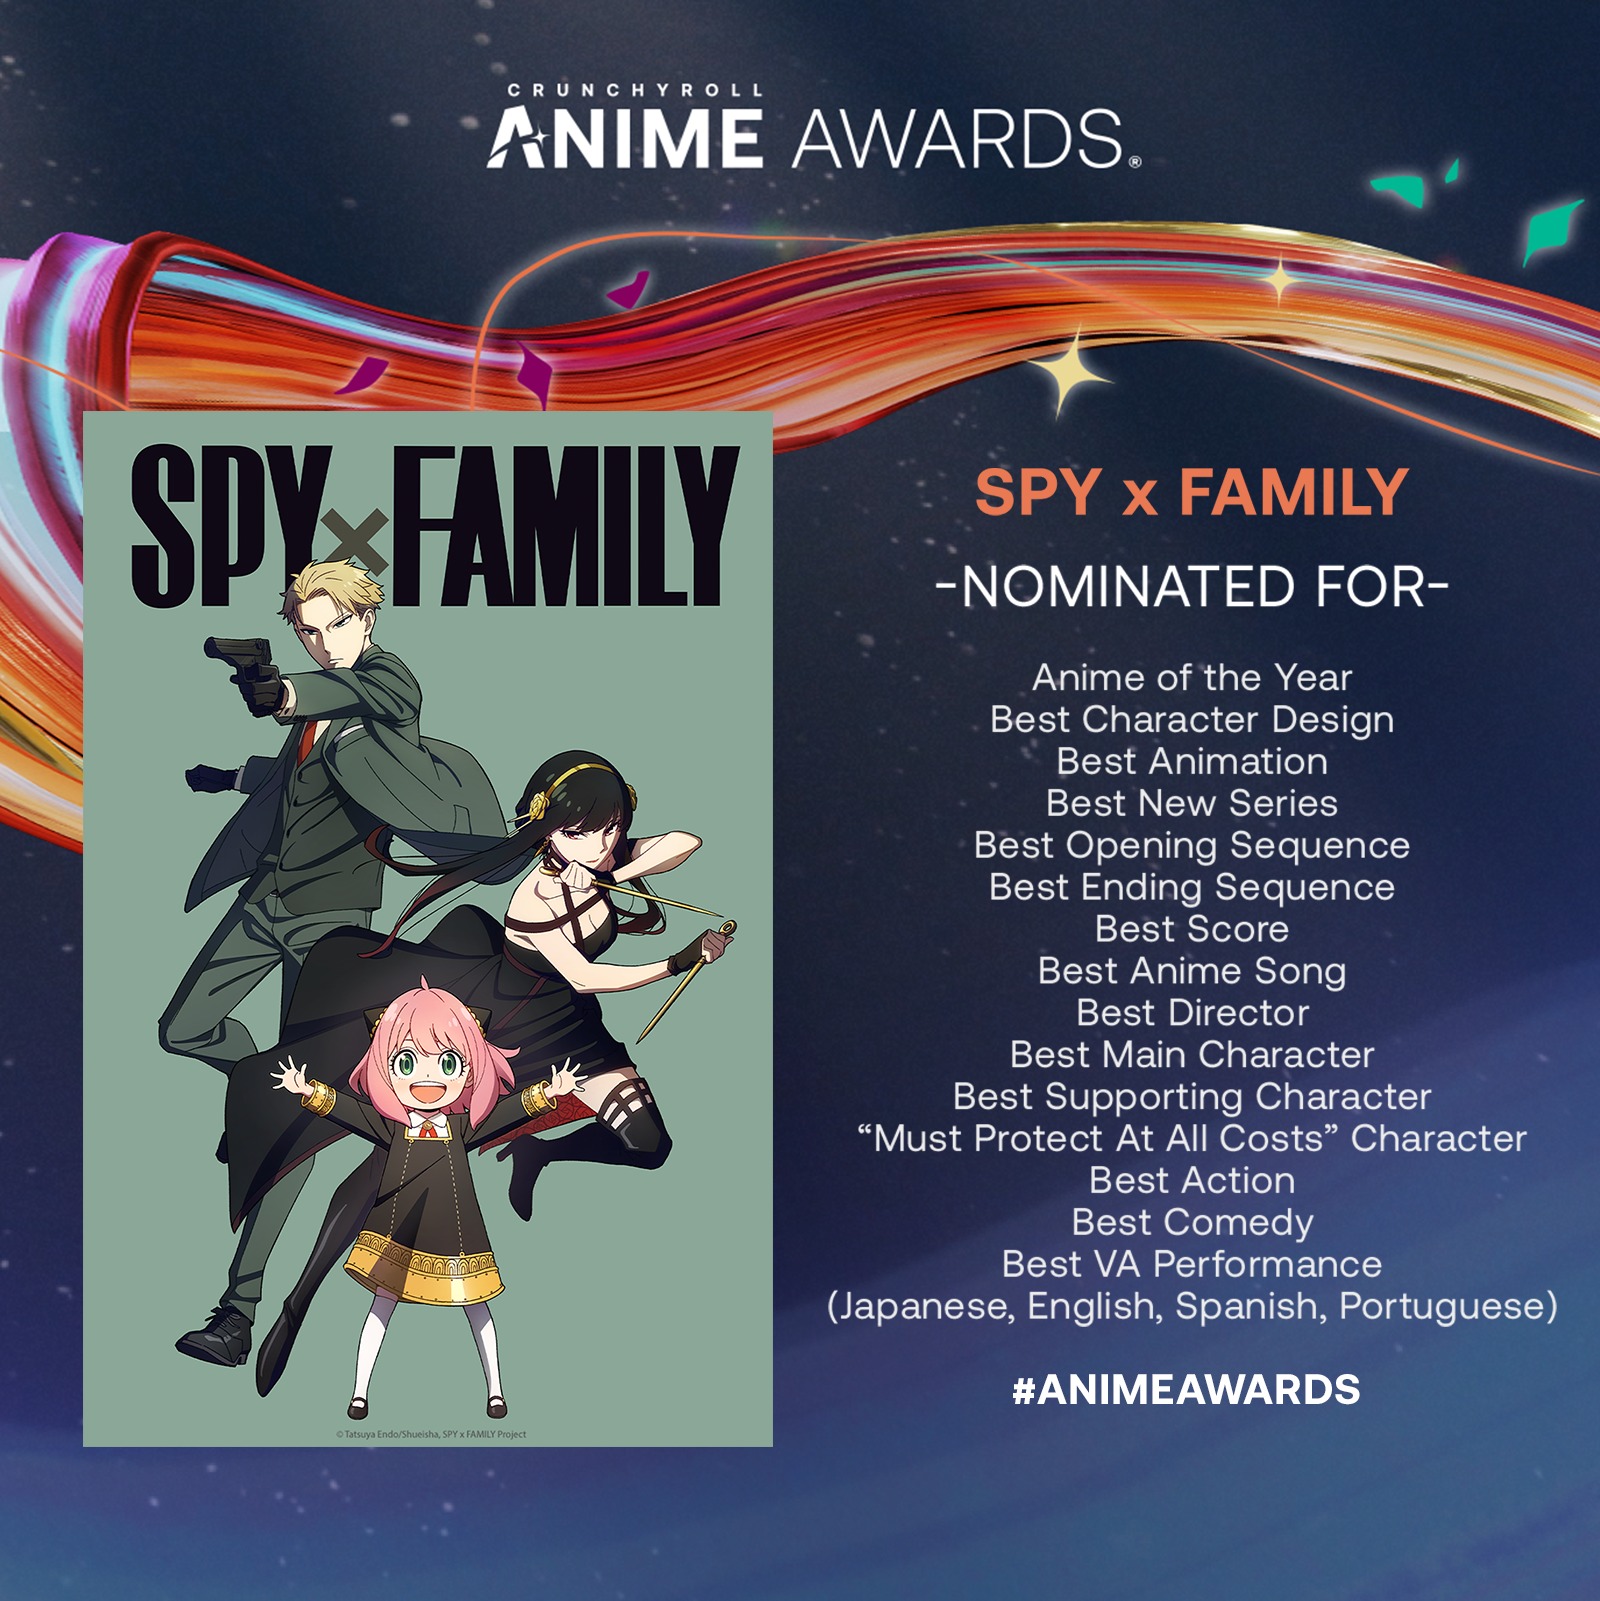 CRUNCHYROLL
ANIME AWARDS®
SPY×FAMILY
© Tatsuya Endo/Shueisha, SPY x FAMILY Project
SPY x FAMILY
-NOMINATED FOR-
Anime of the Year
Best Character Design
Best Animation
Best New Series
Best Opening Sequence
Best Ending Sequence
Best Score
Best Anime Song
Best Director
Best Main Character
Best Supporting Character
“Must Protect At All Costs” Character
Best Action
Best Comedy
Best VA Performance
(Japanese, English, Spanish, Portuguese)
#ANIMEAWARDS